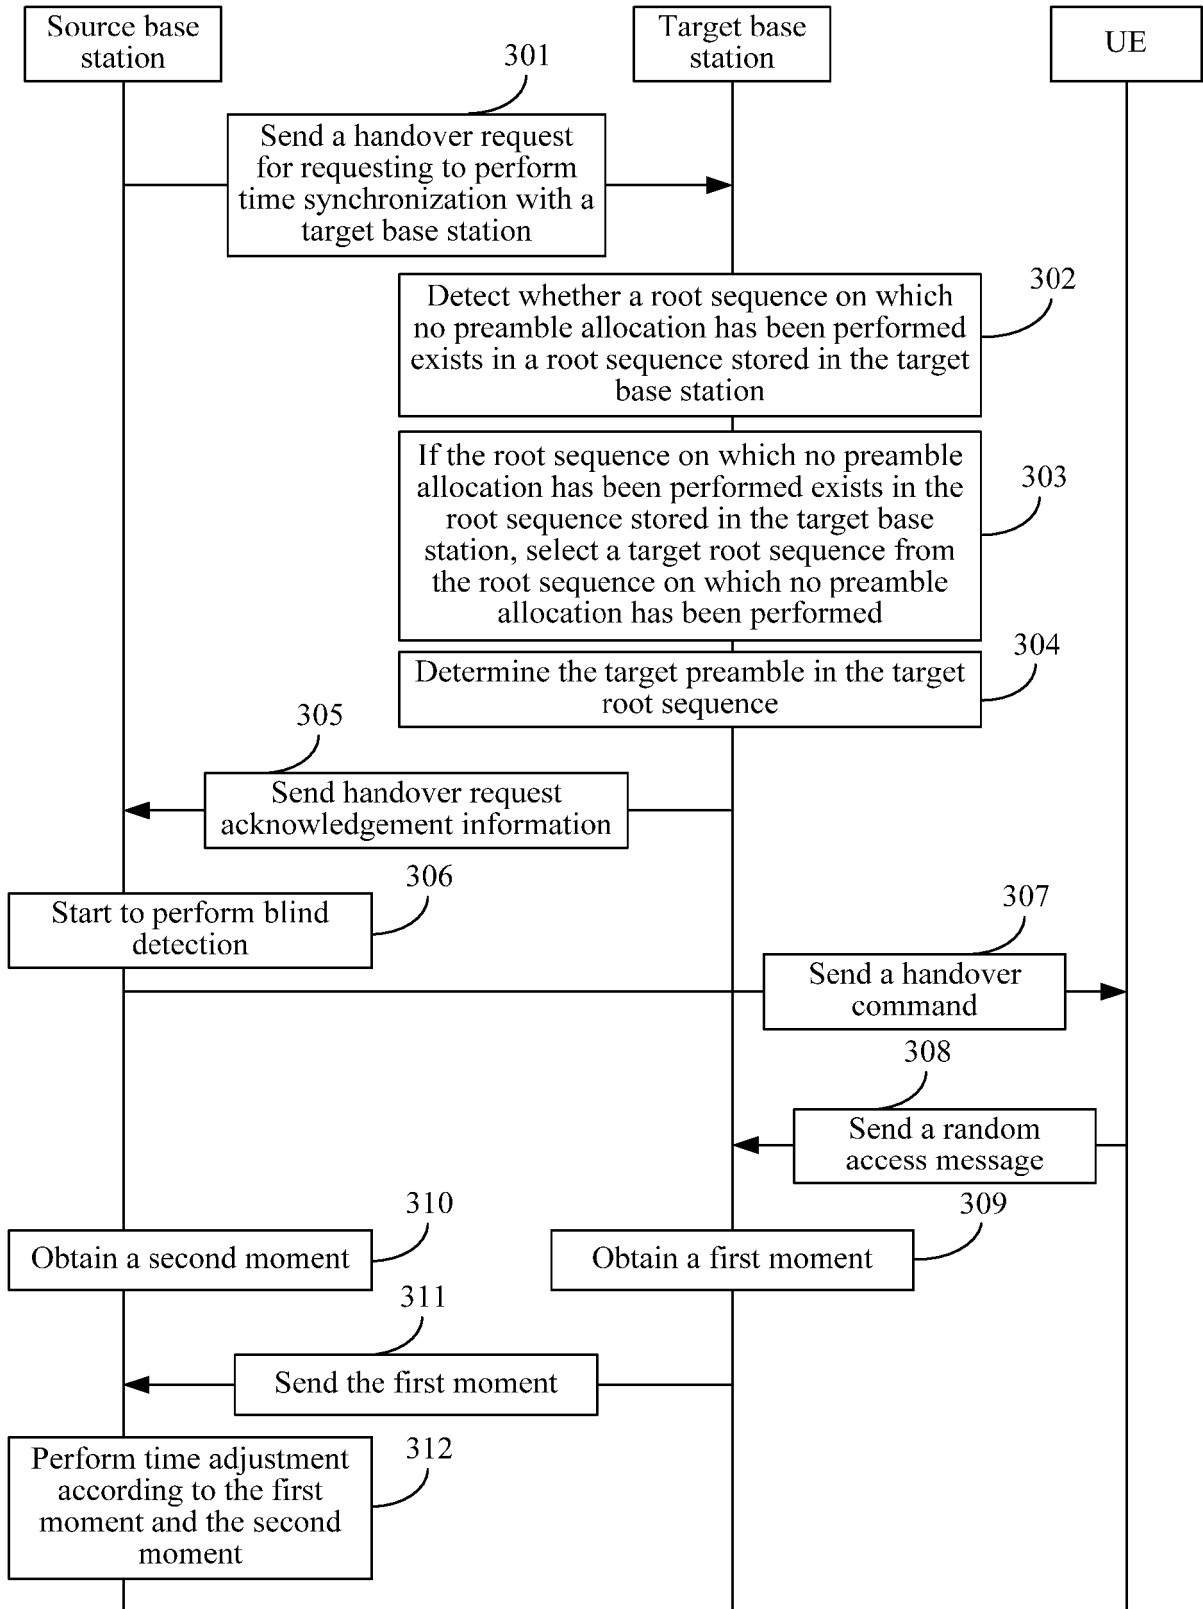 Source base
station
Target base
station
UE
301
Send a handover request
for requesting to perform
time synchronization with a
target base station
302
Detect whether a root sequence on which
no preamble allocation has been performed
exists in a root sequence stored in the target
base station
303
If the root sequence on which no preamble
allocation has been performed exists in the
root sequence stored in the target base
station, select a target root sequence from
the root sequence on which no preamble
allocation has been performed
304
Determine the target preamble in the target
root sequence
305
Send handover request
acknowledgement information
306
Start to perform blind
detection
307
Send a handover
command
308
Send a random
access message
310
Obtain a second moment
309
Obtain a first moment
311
Send the first moment
312
Perform time adjustment
according to the first
moment and the second
moment